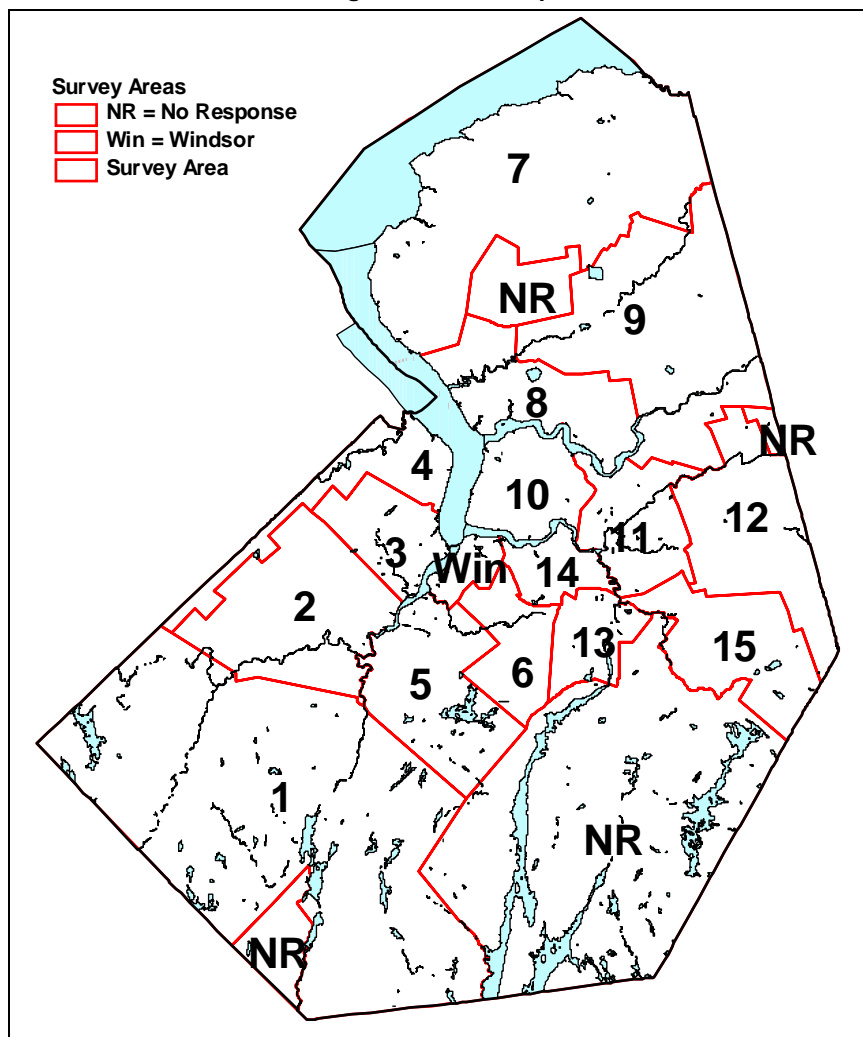 Survey Areas
NR = No Response
Win = Windsor
Survey Area
7
NR
9
8
NR
4
10
12
11
3
Win
14
2
13
15
5
6
1
NR
NR